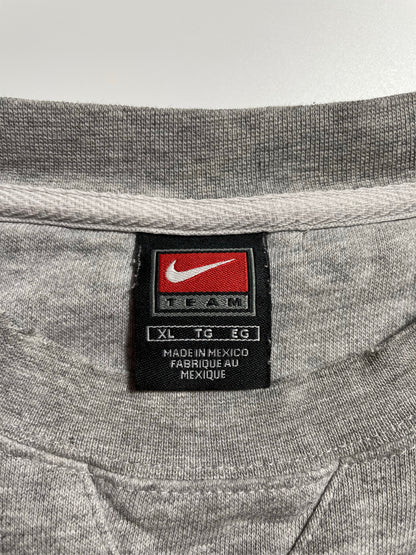 TEAM
XL TG EG
MADE IN MEXICO
FABRIQUE AU
MEXIQUE